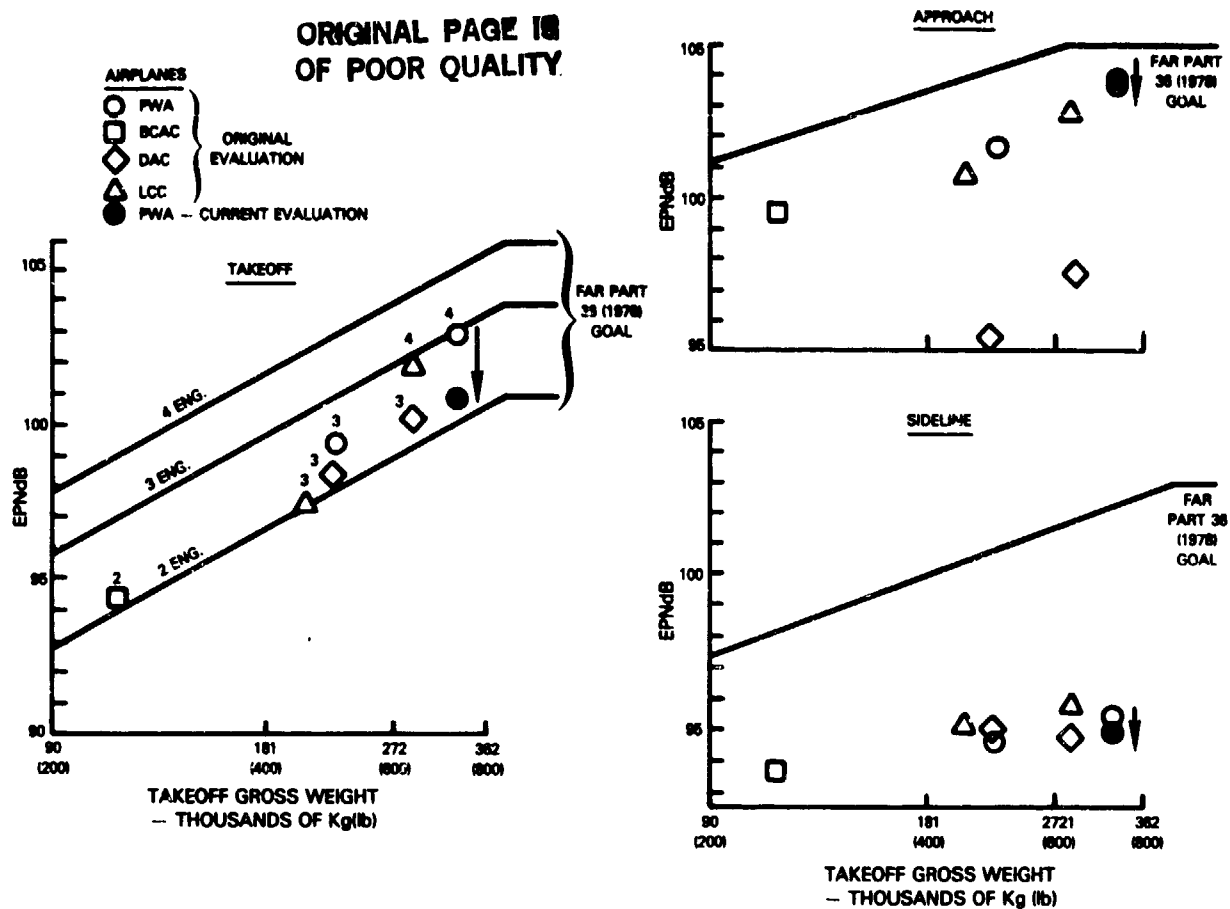 ORIGINAL PAGE IS
OF POOR QUALITY
AIRPLANES
PWA
BCAC
DAC
LCC
ORIGINAL
EVALUATION
PWA – CURRENT EVALUATION
TAKEOFF
EPNdB
105
100
95
90
4 ENG.
3 ENG.
2 ENG.
2
3
3
3
3
4
4
FAR PART
36 (1978)
GOAL
90
(200)
181
(400)
272
(600)
362
(800)
TAKEOFF GROSS WEIGHT
– THOUSANDS OF Kg(lb)
APPROACH
EPNdB
105
100
95
FAR PART
36 (1978)
GOAL
SIDELINE
EPNdB
105
100
95
FAR
PART 36
(1978)
GOAL
90
(200)
181
(400)
2721
(600)
362
(800)
TAKEOFF GROSS WEIGHT
– THOUSANDS OF Kg (lb)